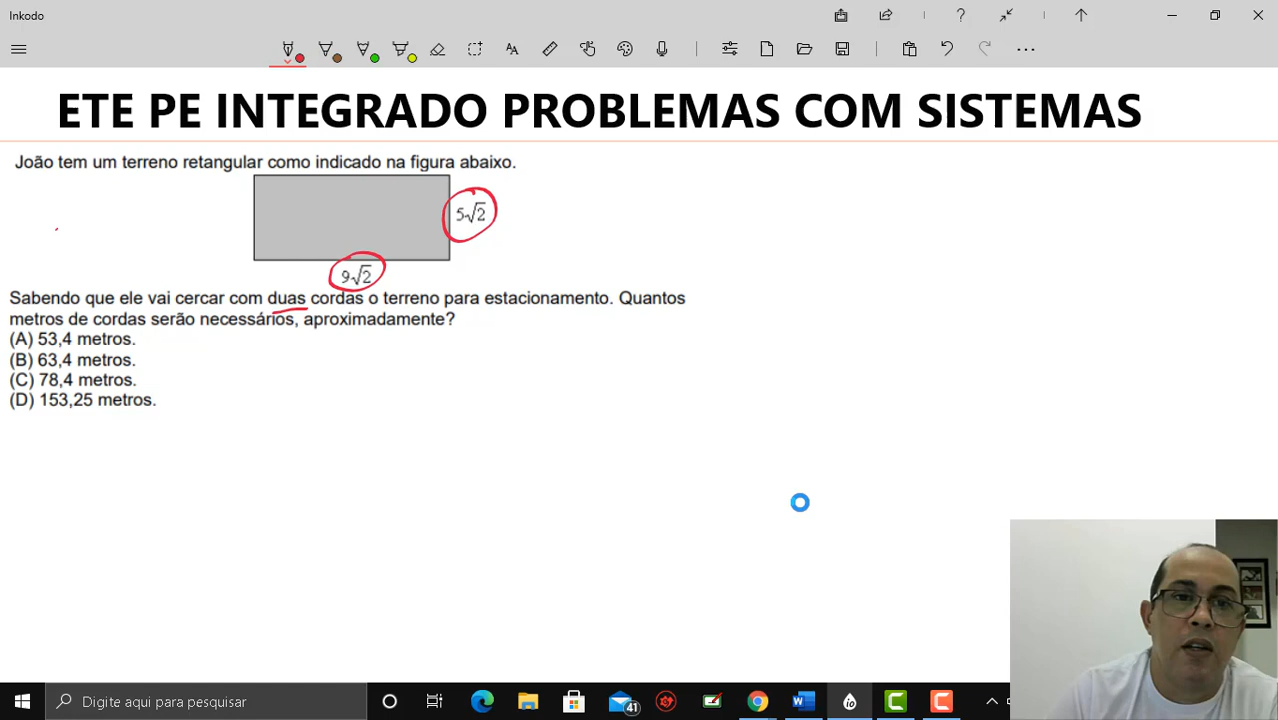 Inkodo
ETE PE INTEGRADO PROBLEMAS COM SISTEMAS
João tem um terreno retangular como indicado na figura abaixo.
5√2
9√2
Sabendo que ele vai cercar com duas cordas o terreno para estacionamento. Quantos
metros de cordas serão necessários, aproximadamente?
(A) 53,4 metros.
(B) 63,4 metros.
(C) 78,4 metros.
(D) 153,25 metros.
Digite aqui para pesquisar
41